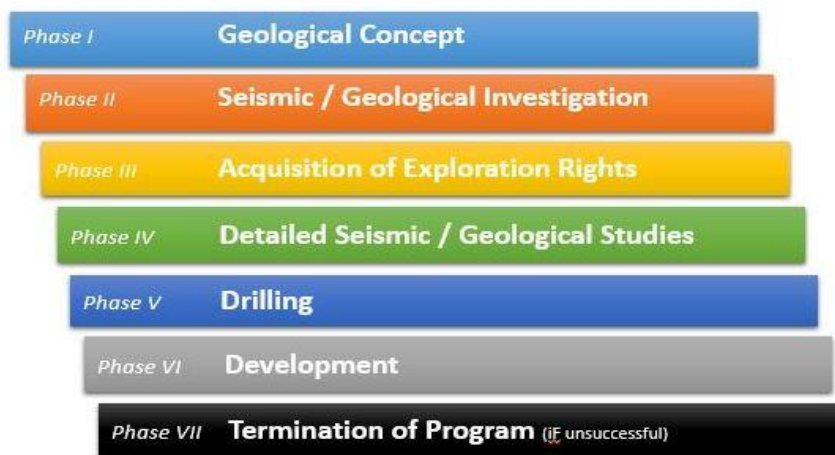 Phase I Geological Concept
Phase II Seismic / Geological Investigation
Phase III Acquisition of Exploration Rights
Phase IV Detailed Seismic / Geological Studies
Phase V Drilling
Phase VI Development
Phase VII Termination of Program (iF unsuccessful)